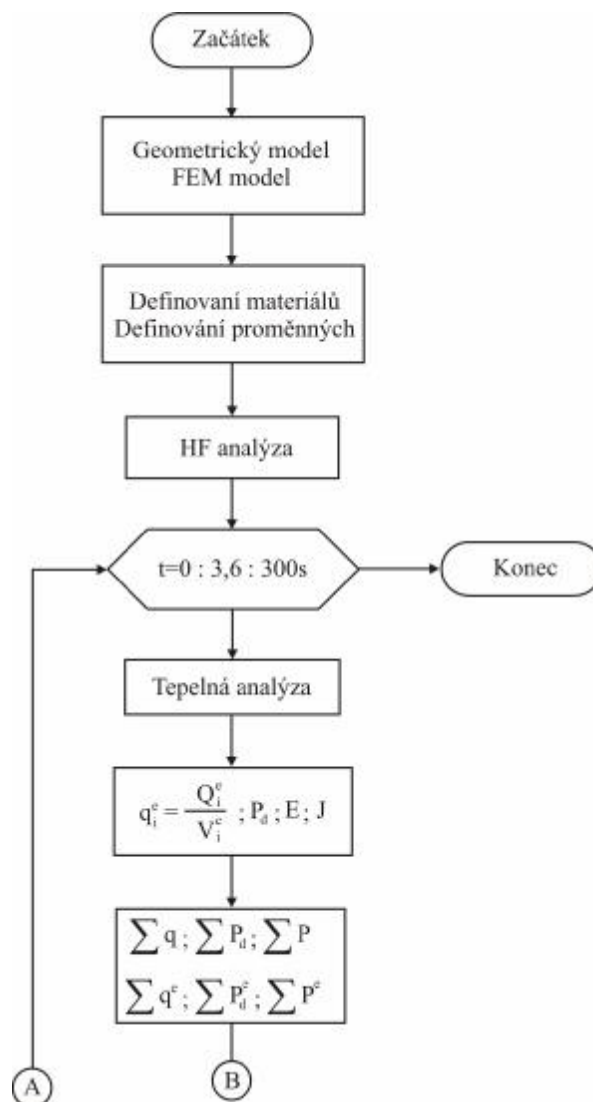 Začátek
Geometrický model
FEM model
Definovaní materiálů
Definování proměnných
HF analýza
t=0 : 3,6 : 300s
Konec
Tepelná analýza
q_i^e = Q_i^e / V_i^e ; P_d ; E ; J
∑ q ; ∑ P_d ; ∑ P
∑ q^e ; ∑ P_d^e ; ∑ P^e
A
B